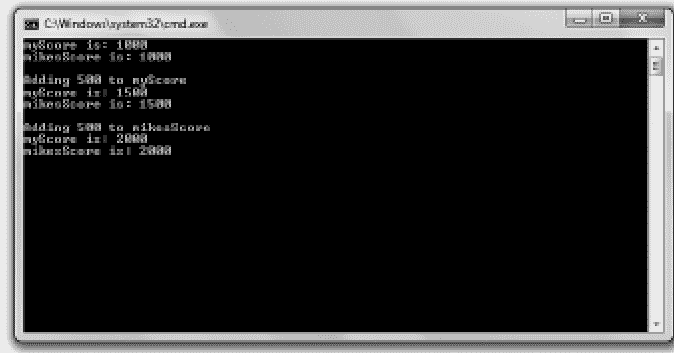 C:\Windows\system32\cmd.exe
myScore is: 1000
mikesScore is: 1000
Adding 500 to myScore
myScore is: 1500
mikesScore is: 1500
Adding 500 to mikesScore
myScore is: 2000
mikesScore is: 2000